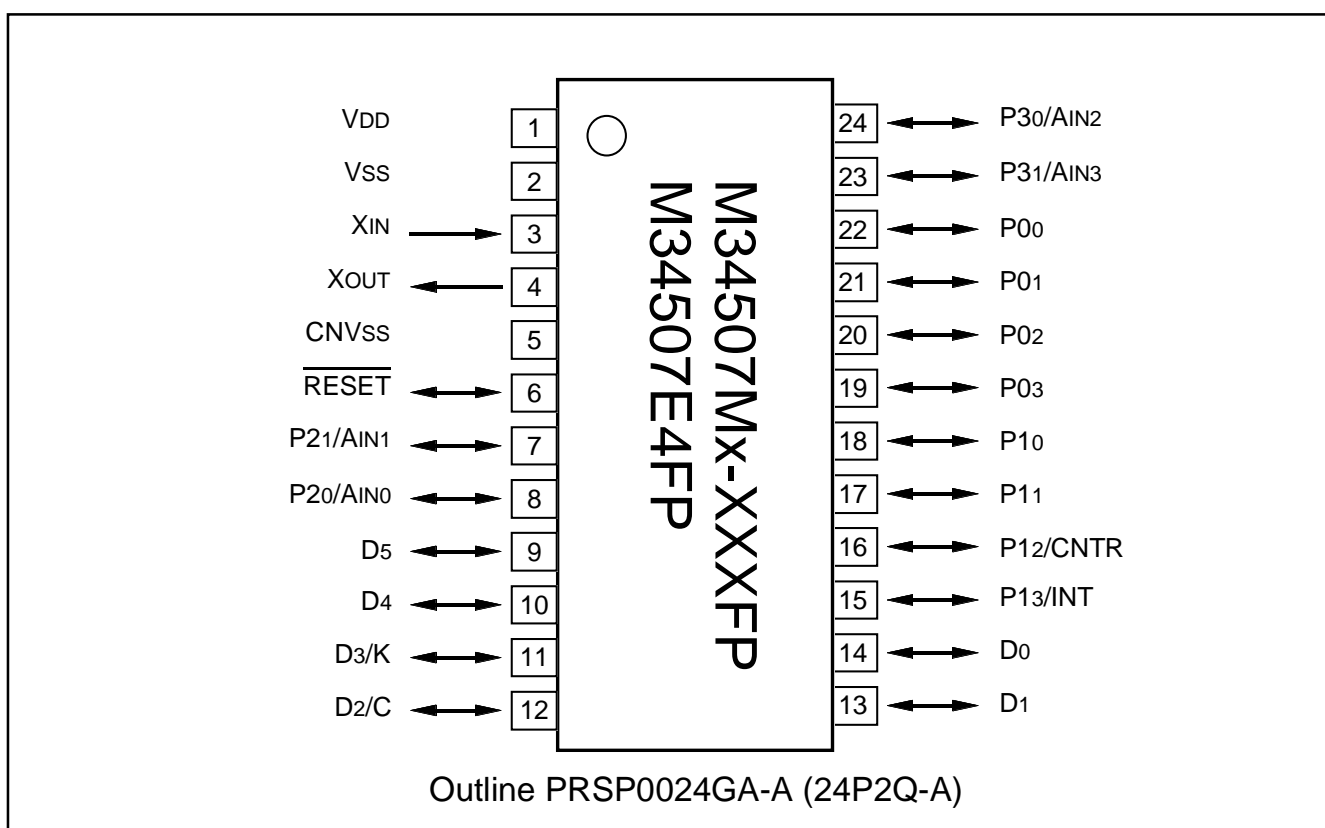 VDD 1 24 P30/AIN2
VSS 2 23 P31/AIN3
XIN 3 22 P00
XOUT 4 21 P01
CNVSS 5 20 P02
RESET 6 19 P03
P21/AIN1 7 18 P10
P20/AIN0 8 17 P11
D5 9 16 P12/CNTR
D4 10 15 P13/INT
D3/K 11 14 D0
D2/C 12 13 D1
M34507Mx-XXXFP
M34507E4FP
Outline PRSP0024GA-A (24P2Q-A)